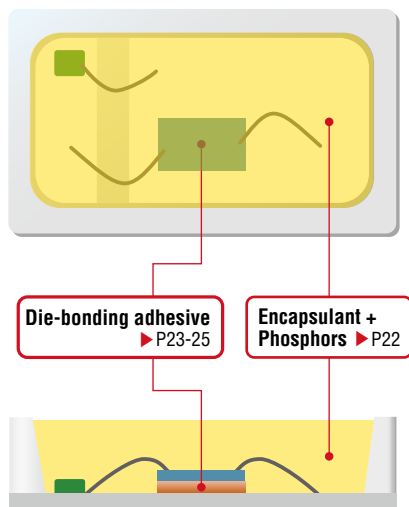 Die-bonding adhesive
▶P23-25
Encapsulant +
Phosphors ▶P22